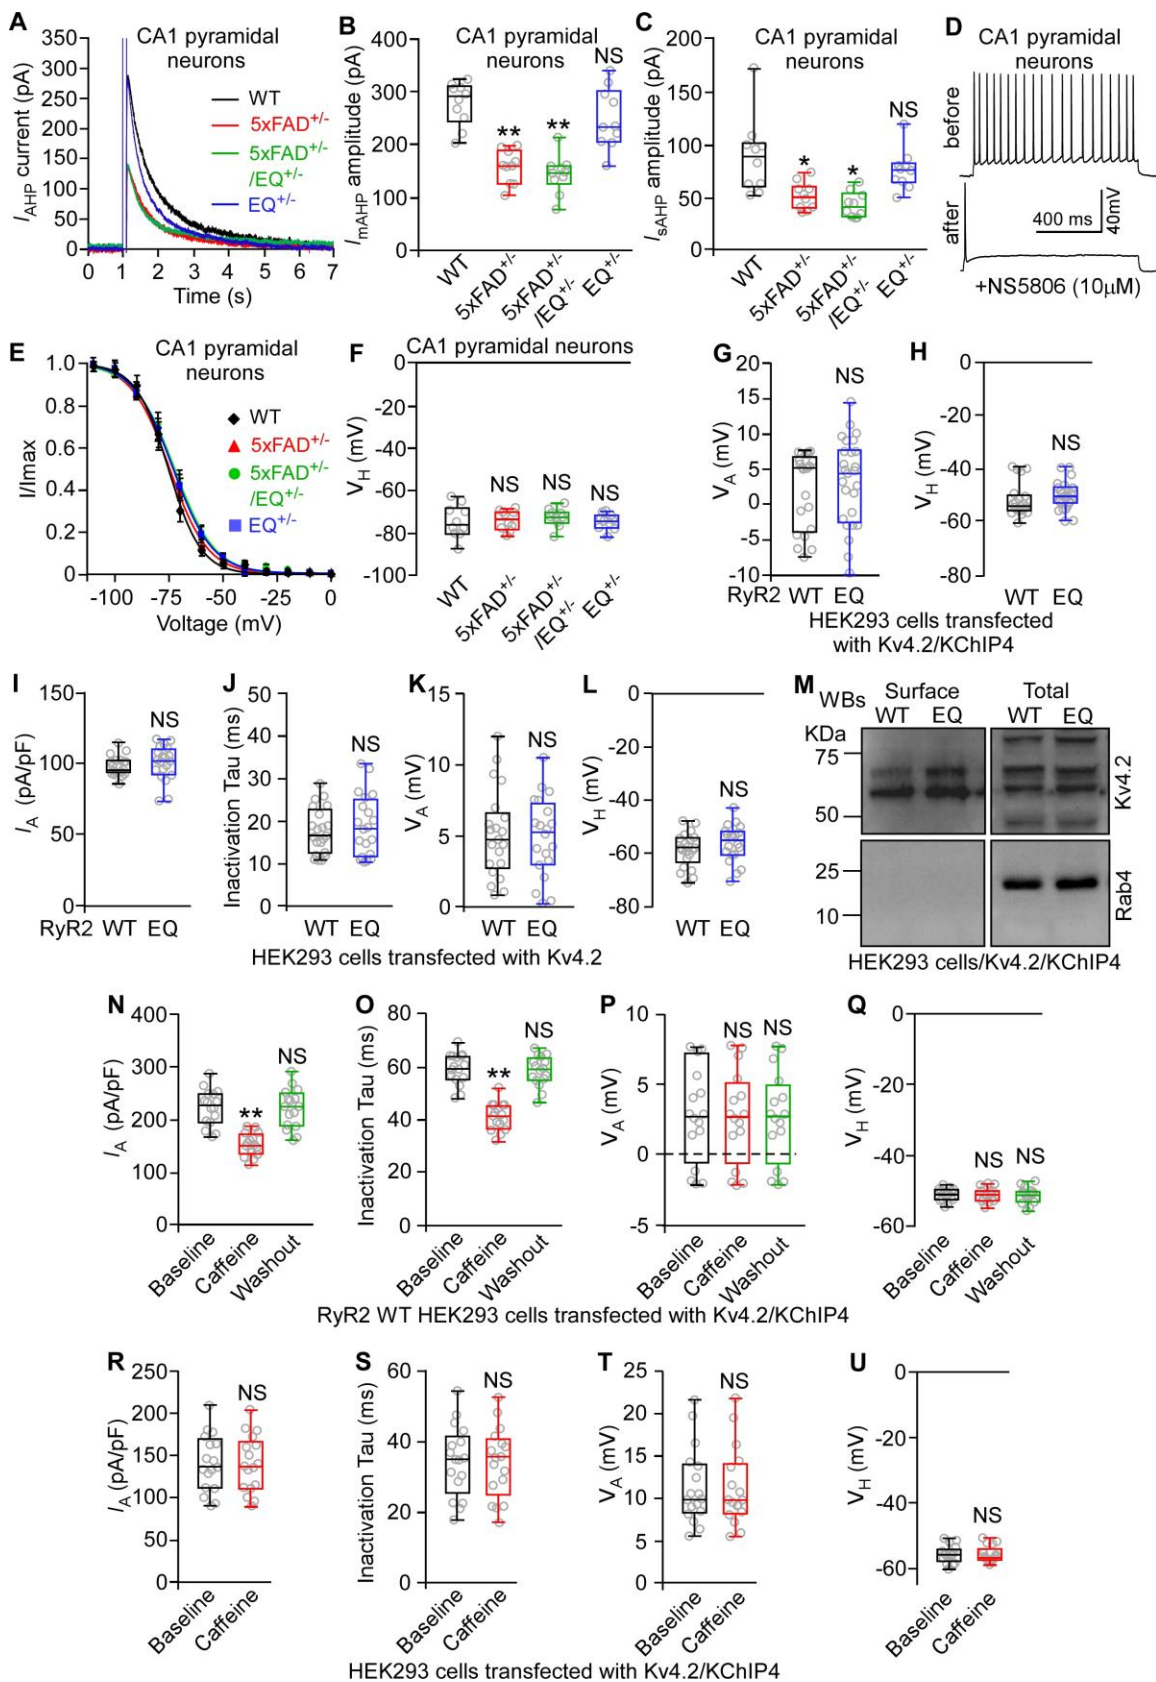 A
CA1 pyramidal
neurons
I_AHP current (pA)
350
300
250
200
150
100
50
0
WT
5xFAD+/-
5xFAD+/-
/EQ+/-
EQ+/-
0 1 2 3 4 5 6 7
Time (s)
B
CA1 pyramidal
neurons
I_mAHP amplitude (pA)
400
300
200
100
0
** ** NS
WT 5xFAD+/- 5xFAD+/- /EQ+/- EQ+/-
C
CA1 pyramidal
neurons
I_sAHP amplitude (pA)
200
150
100
50
0
* * NS
WT 5xFAD+/- 5xFAD+/- /EQ+/- EQ+/-
D
CA1 pyramidal
neurons
before
after
400 ms
40mV
+NS5806 (10μM)
E
CA1 pyramidal
neurons
I/Imax
1.0
0.8
0.6
0.4
0.2
0
WT
5xFAD+/-
5xFAD+/-
/EQ+/-
EQ+/-
-100 -75 -50 -25 0
Voltage (mV)
F
CA1 pyramidal neurons
V_H (mV)
0
-20
-40
-60
-80
-100
NS NS NS
WT 5xFAD+/- 5xFAD+/- /EQ+/- EQ+/-
G
V_A (mV)
20
15
10
5
0
-5
-10
NS
RyR2 WT EQ
H
V_H (mV)
0
-20
-40
-60
-80
NS
WT EQ
HEK293 cells transfected
with Kv4.2/KChIP4
I
I_A (pA/pF)
150
100
50
0
NS
RyR2 WT EQ
J
Inactivation Tau (ms)
50
40
30
20
10
0
NS
WT EQ
K
V_A (mV)
15
10
5
0
NS
WT EQ
L
V_H (mV)
0
-20
-40
-60
-80
NS
WT EQ
HEK293 cells transfected with Kv4.2
M
WBs Surface Total
WT EQ WT EQ
KDa
75
50
Kv4.2
25
10
Rab4
HEK293 cells/Kv4.2/KChIP4
N
I_A (pA/pF)
400
300
200
100
0
** NS
Baseline Caffeine Washout
O
Inactivation Tau (ms)
80
60
40
20
0
** NS
Baseline Caffeine Washout
P
V_A (mV)
10
5
0
-5
NS NS
Baseline Caffeine Washout
Q
V_H (mV)
0
-20
-40
-60
NS NS
Baseline Caffeine Washout
RyR2 WT HEK293 cells transfected with Kv4.2/KChIP4
R
I_A (pA/pF)
250
200
150
100
50
0
NS
Baseline Caffeine
S
Inactivation Tau (ms)
60
40
20
0
NS
Baseline Caffeine
T
V_A (mV)
25
20
15
10
5
0
NS
Baseline Caffeine
U
V_H (mV)
0
-20
-40
-60
NS
Baseline Caffeine
HEK293 cells transfected with Kv4.2/KChIP4